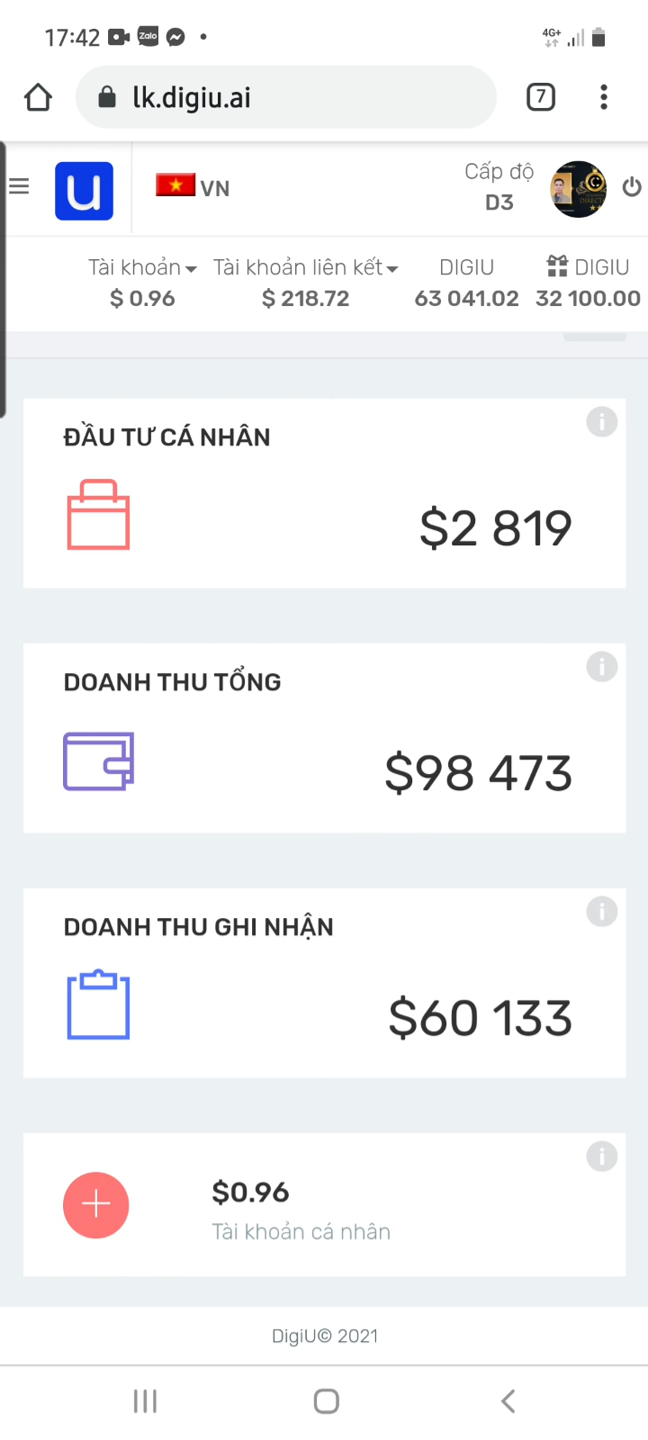 17:42 Zalo 4G+
lk.digiu.ai 7
U VN Cấp độ
D3
Tài khoản Tài khoản liên kết DIGIU DIGIU
$ 0.96 $ 218.72 63 041.02 32 100.00
ĐẦU TƯ CÁ NHÂN
$2 819
DOANH THU TỔNG
$98 473
DOANH THU GHI NHẬN
$60 133
$0.96
Tài khoản cá nhân
DigiU© 2021